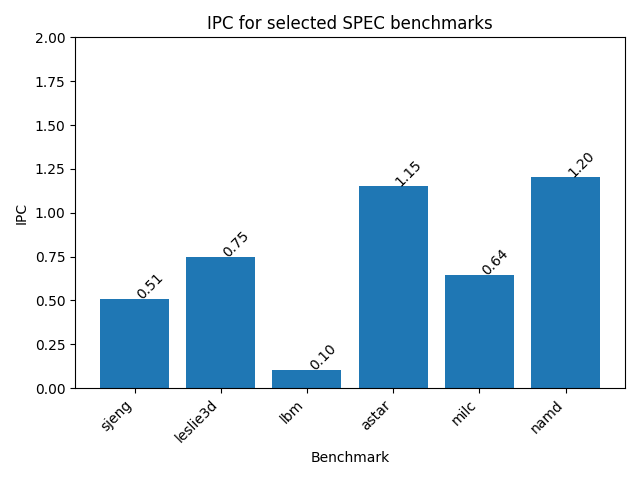 IPC for selected SPEC benchmarks
IPC
2.00
1.75
1.50
1.25
1.00
0.75
0.50
0.25
0.00
0.51
0.75
0.10
1.15
0.64
1.20
sjeng
leslie3d
lbm
astar
milc
namd
Benchmark